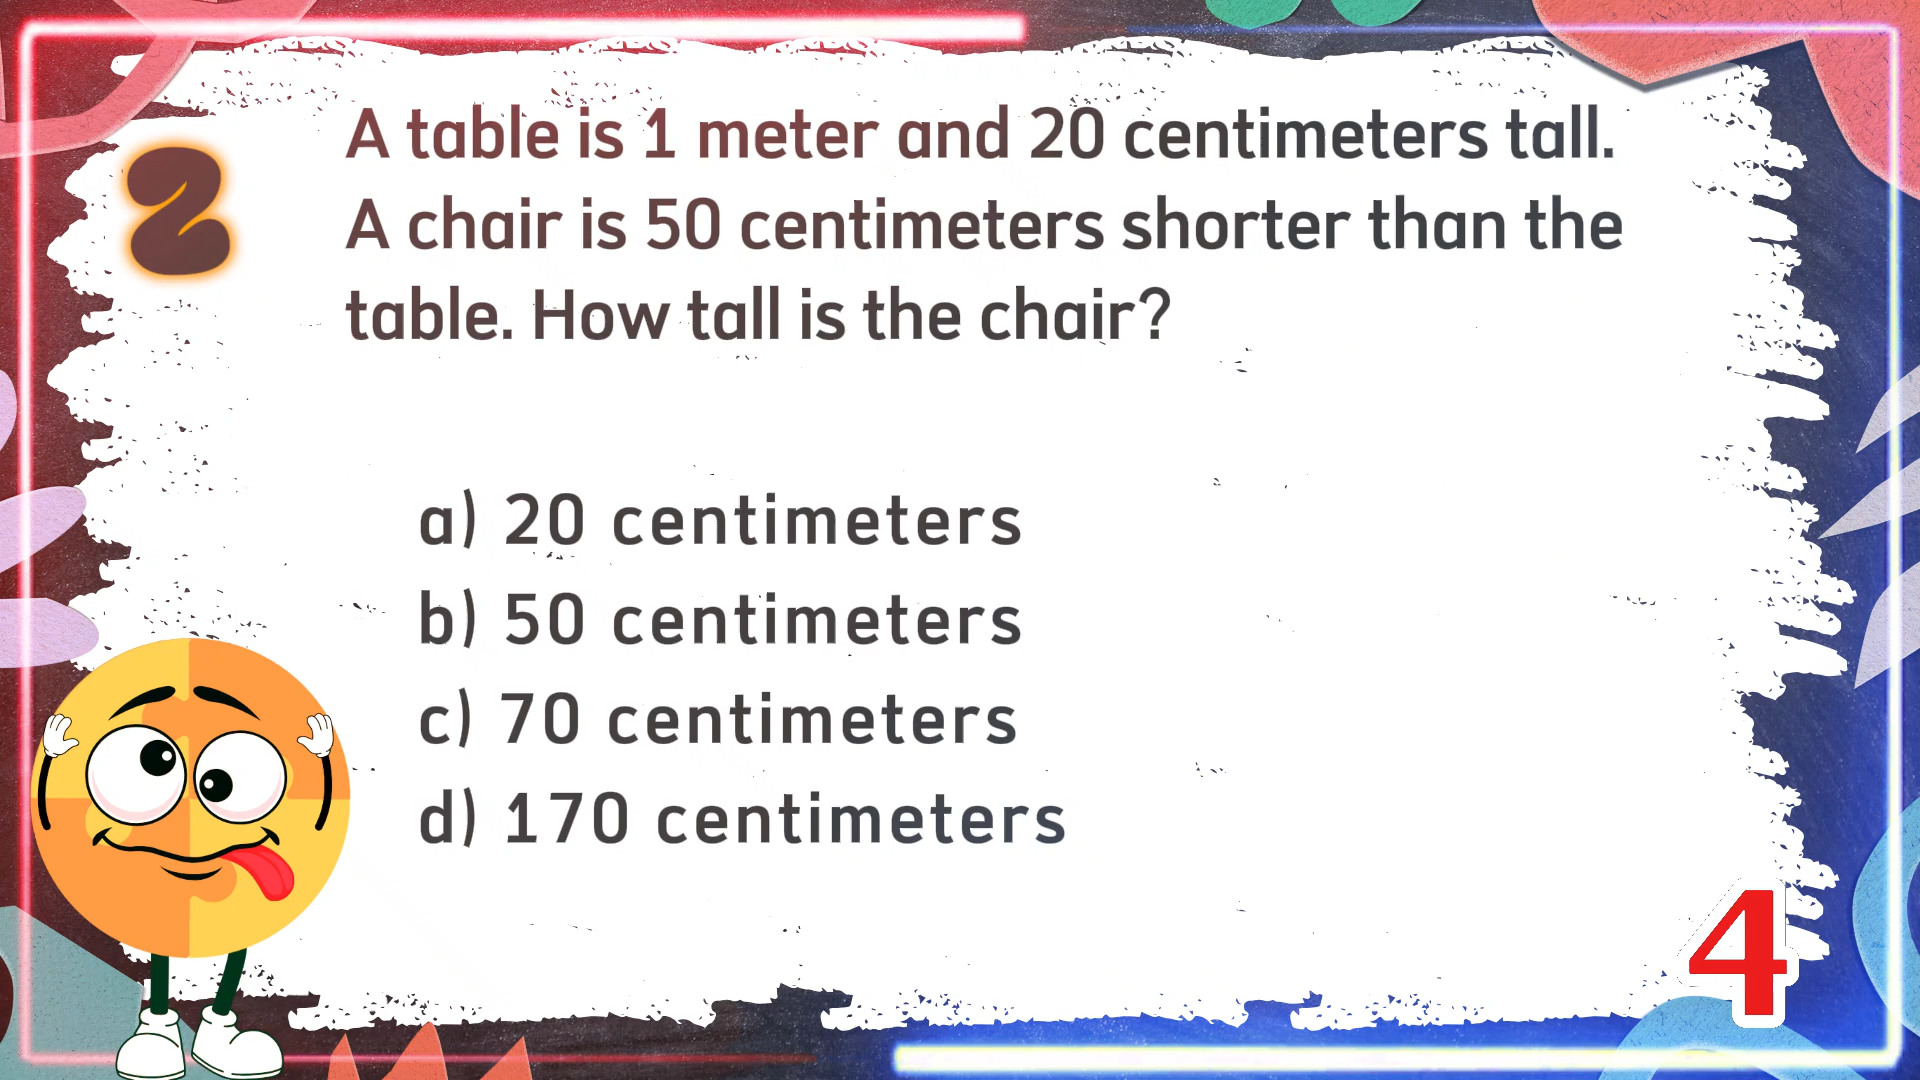 2
A table is 1 meter and 20 centimeters tall.
A chair is 50 centimeters shorter than the
table. How tall is the chair?
a) 20 centimeters
b) 50 centimeters
c) 70 centimeters
d) 170 centimeters
4